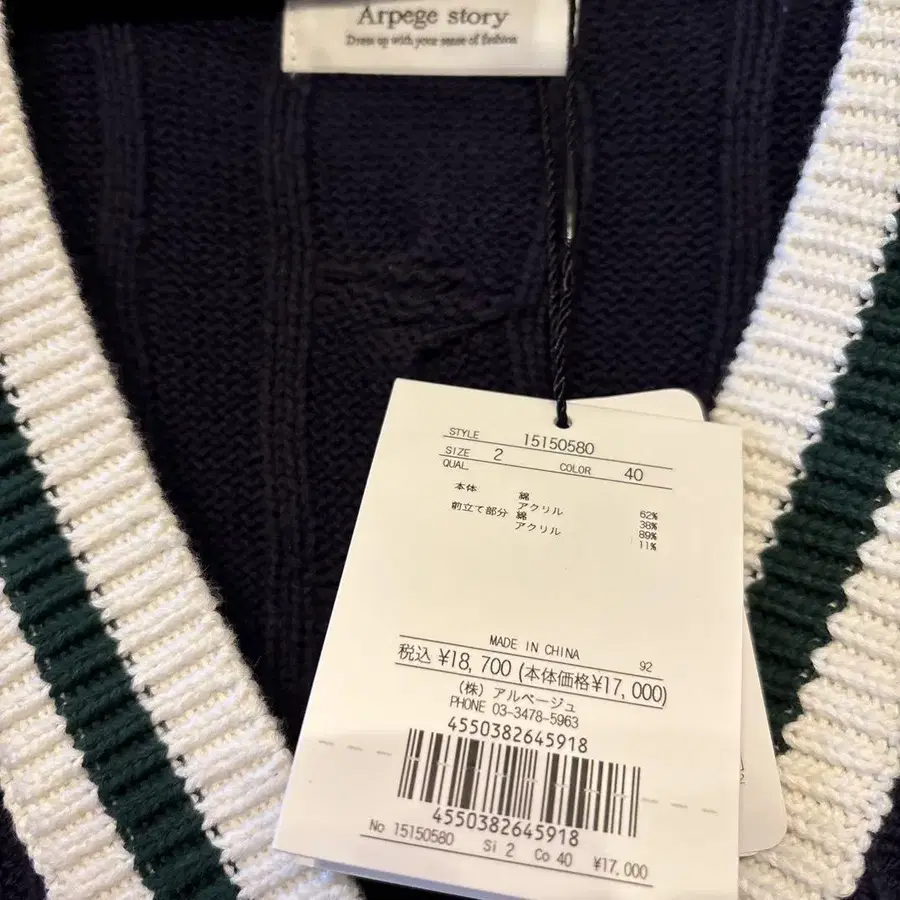 Arpege story
Dress up with your sense of fashion
STYLE 15150580
SIZE 2 COLOR 40
QUAL.
本体 綿 62%
アクリル 38%
前立て部分 綿 89%
アクリル 11%
MADE IN CHINA 92
税込 ¥18,700 (本体価格¥17,000)
(株) アルページュ
PHONE 03-3478-5963
4550382645918
4550382645918
No 15150580 Si 2 Co 40 ¥17,000